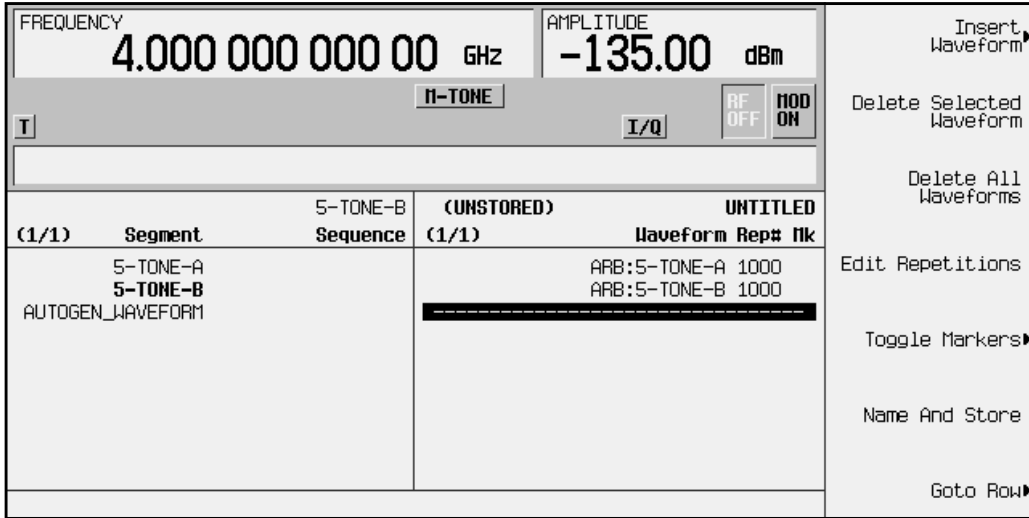 FREQUENCY
4.000 000 000 00 GHz
AMPLITUDE
-135.00 dBm
M-TONE
T
I/Q
RF OFF
MOD ON
5-TONE-B
(1/1) Segment Sequence
5-TONE-A
5-TONE-B
AUTOGEN_WAVEFORM
(UNSTORED) UNTITLED
(1/1) Waveform Rep# Mk
ARB:5-TONE-A 1000
ARB:5-TONE-B 1000
---------------------------------
Insert
Waveform
Delete Selected
Waveform
Delete All
Waveforms
Edit Repetitions
Toggle Markers
Name And Store
Goto Row